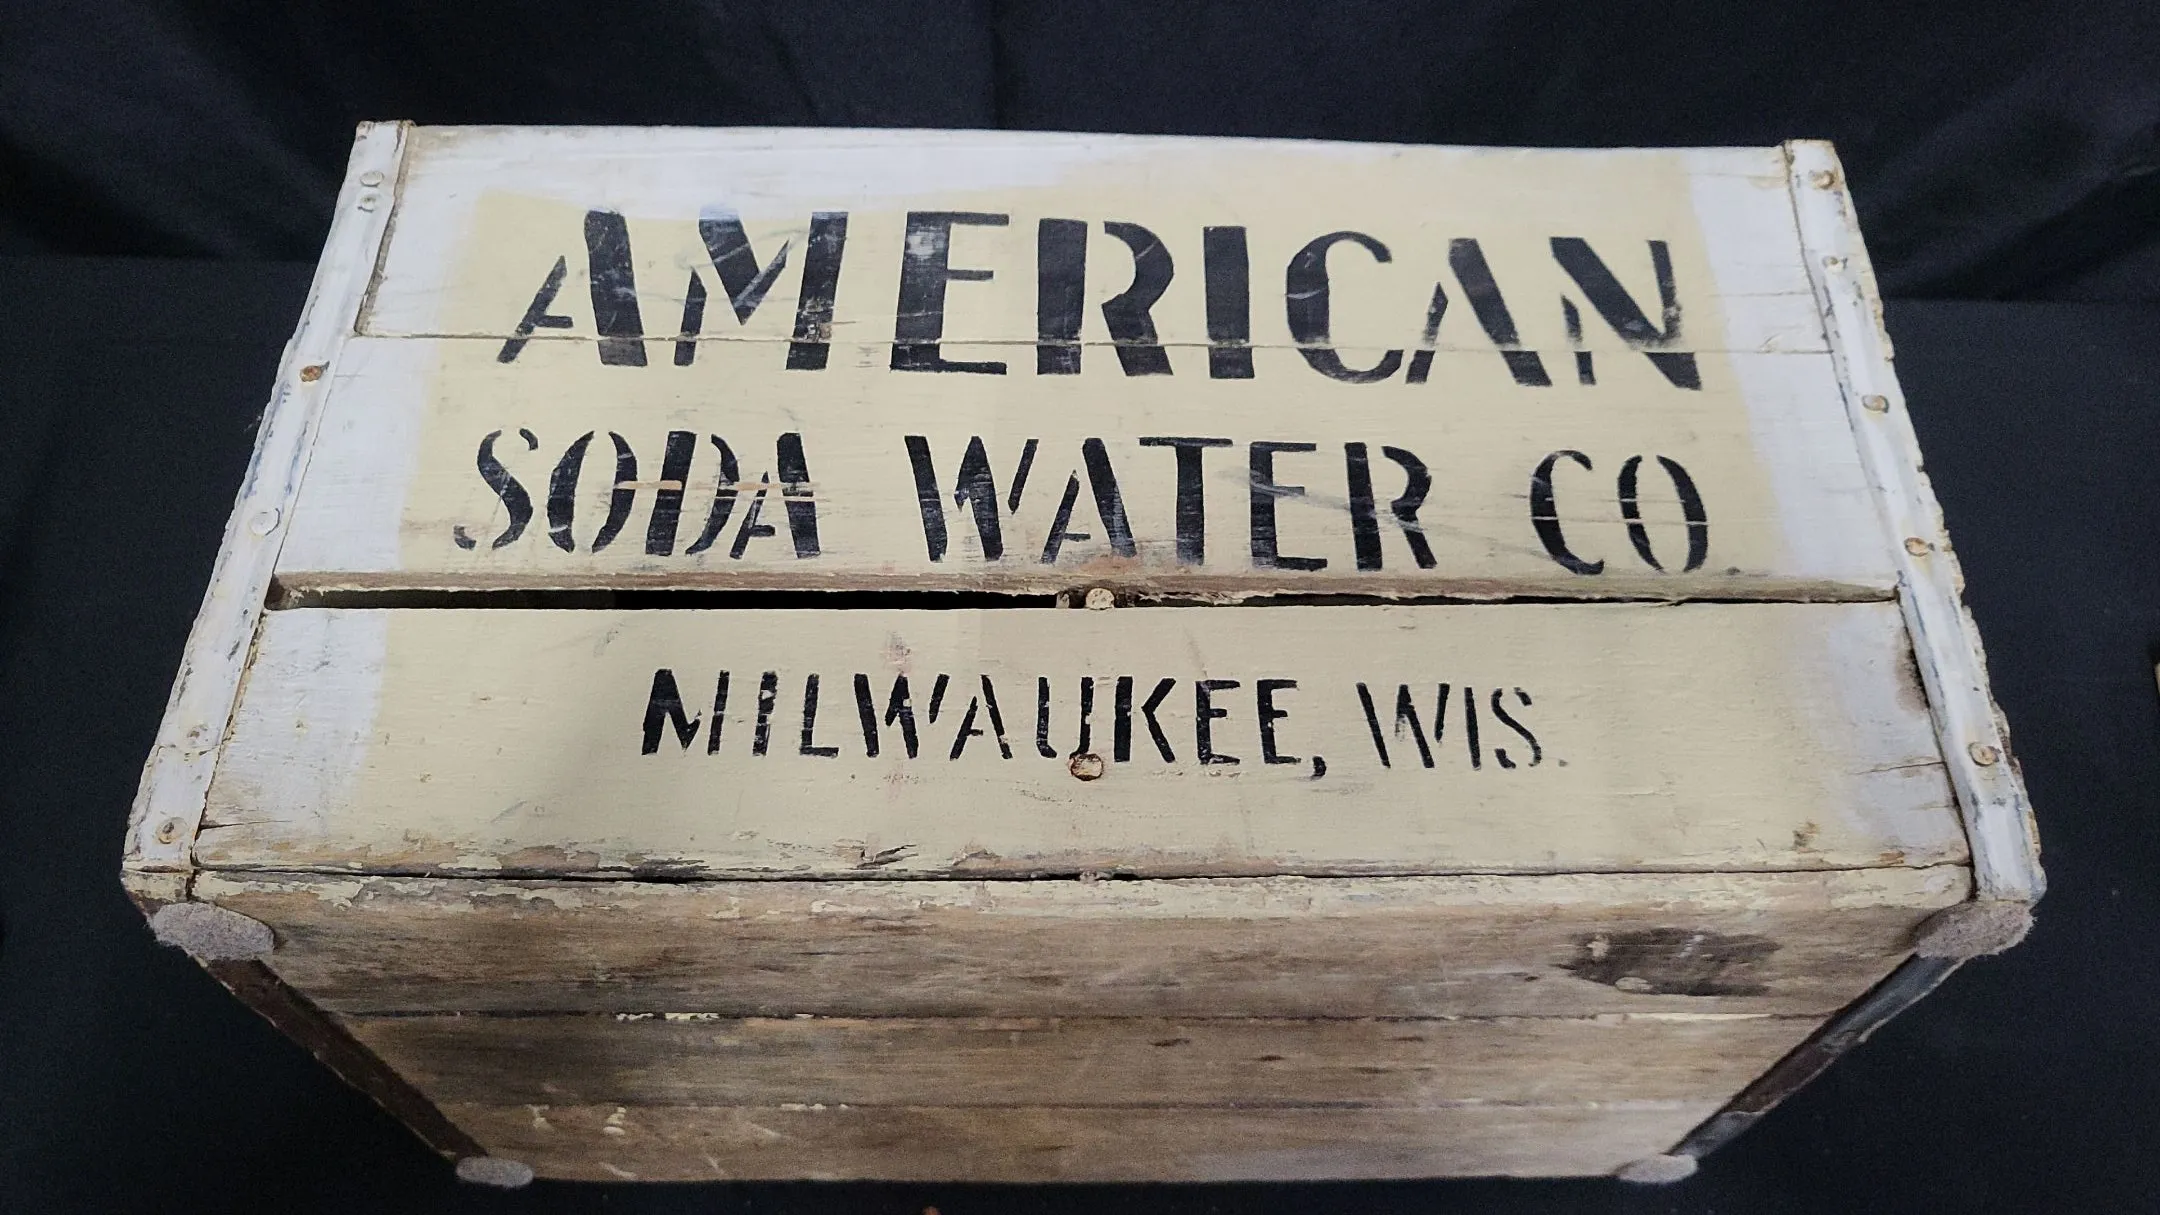 AMERICAN
SODA WATER CO.
MILWAUKEE, WIS.